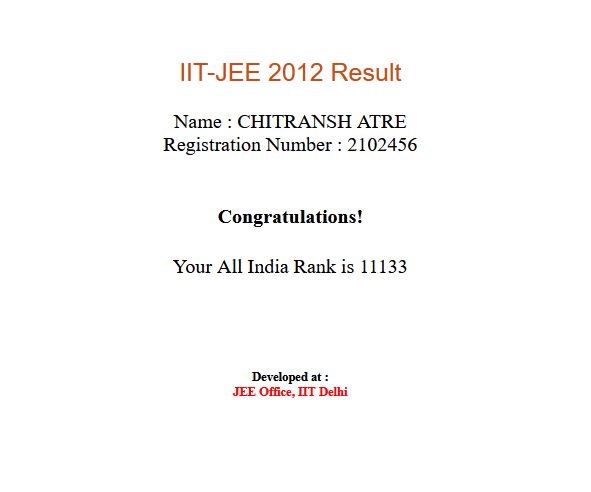 IIT-JEE 2012 Result
Name : CHITRANSH ATRE
Registration Number : 2102456
Congratulations!
Your All India Rank is 11133
Developed at :
JEE Office, IIT Delhi